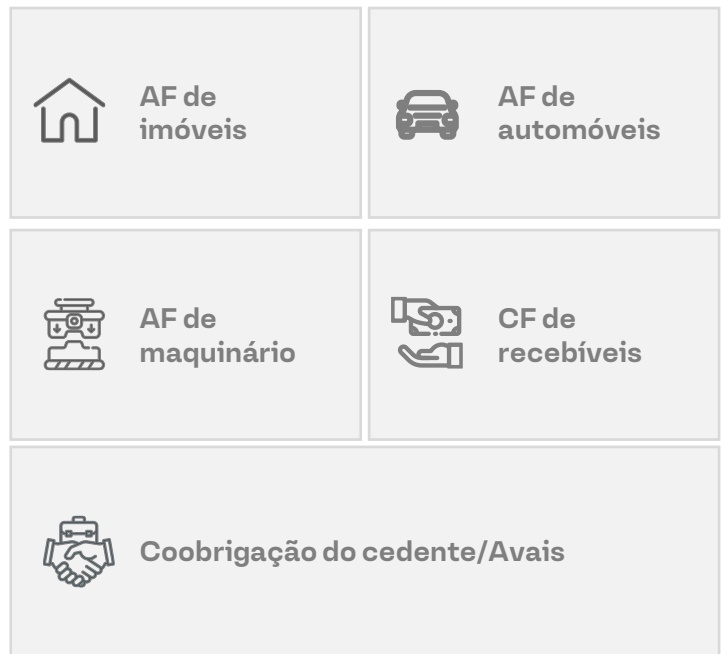 AF de
imóveis
AF de
automóveis
AF de
maquinário
CF de
recebíveis
Coobrigação do cedente/Avais